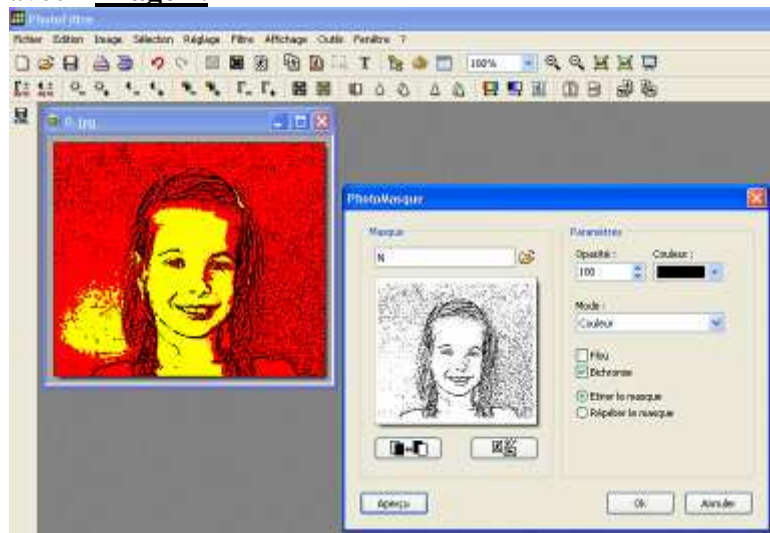 PhotoFiltre
Fichier Edition Image Sélection Réglage Filtre Affichage Outils Fenêtre ?
100%
PhotoMasque
Masque
N
Paramètres
Opacité : Couleur :
100
Mode :
Couleur
Flou
Bichromie
Etirer le masque
Répéter le masque
Aperçu
Ok
Annuler